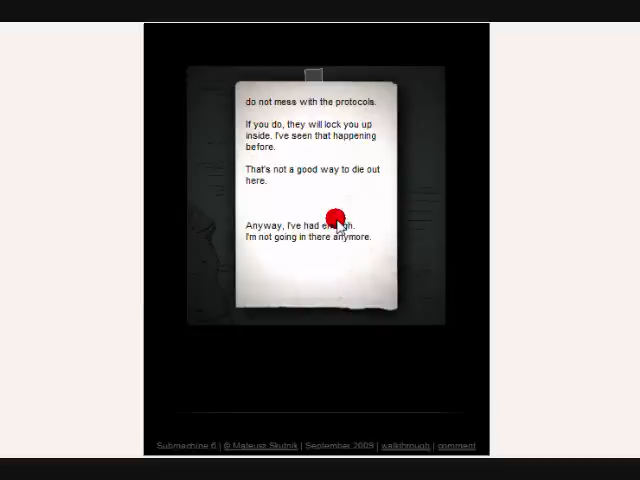 do not mess with the protocols.
If you do, they will lock you up
inside. I've seen that happening
before.
That's not a good way to die out
here.
Anyway, I've had enough.
I'm not going in there anymore.
Submachine 6 | © Mateusz Skutnik | September 2009 | walkthrough | comment